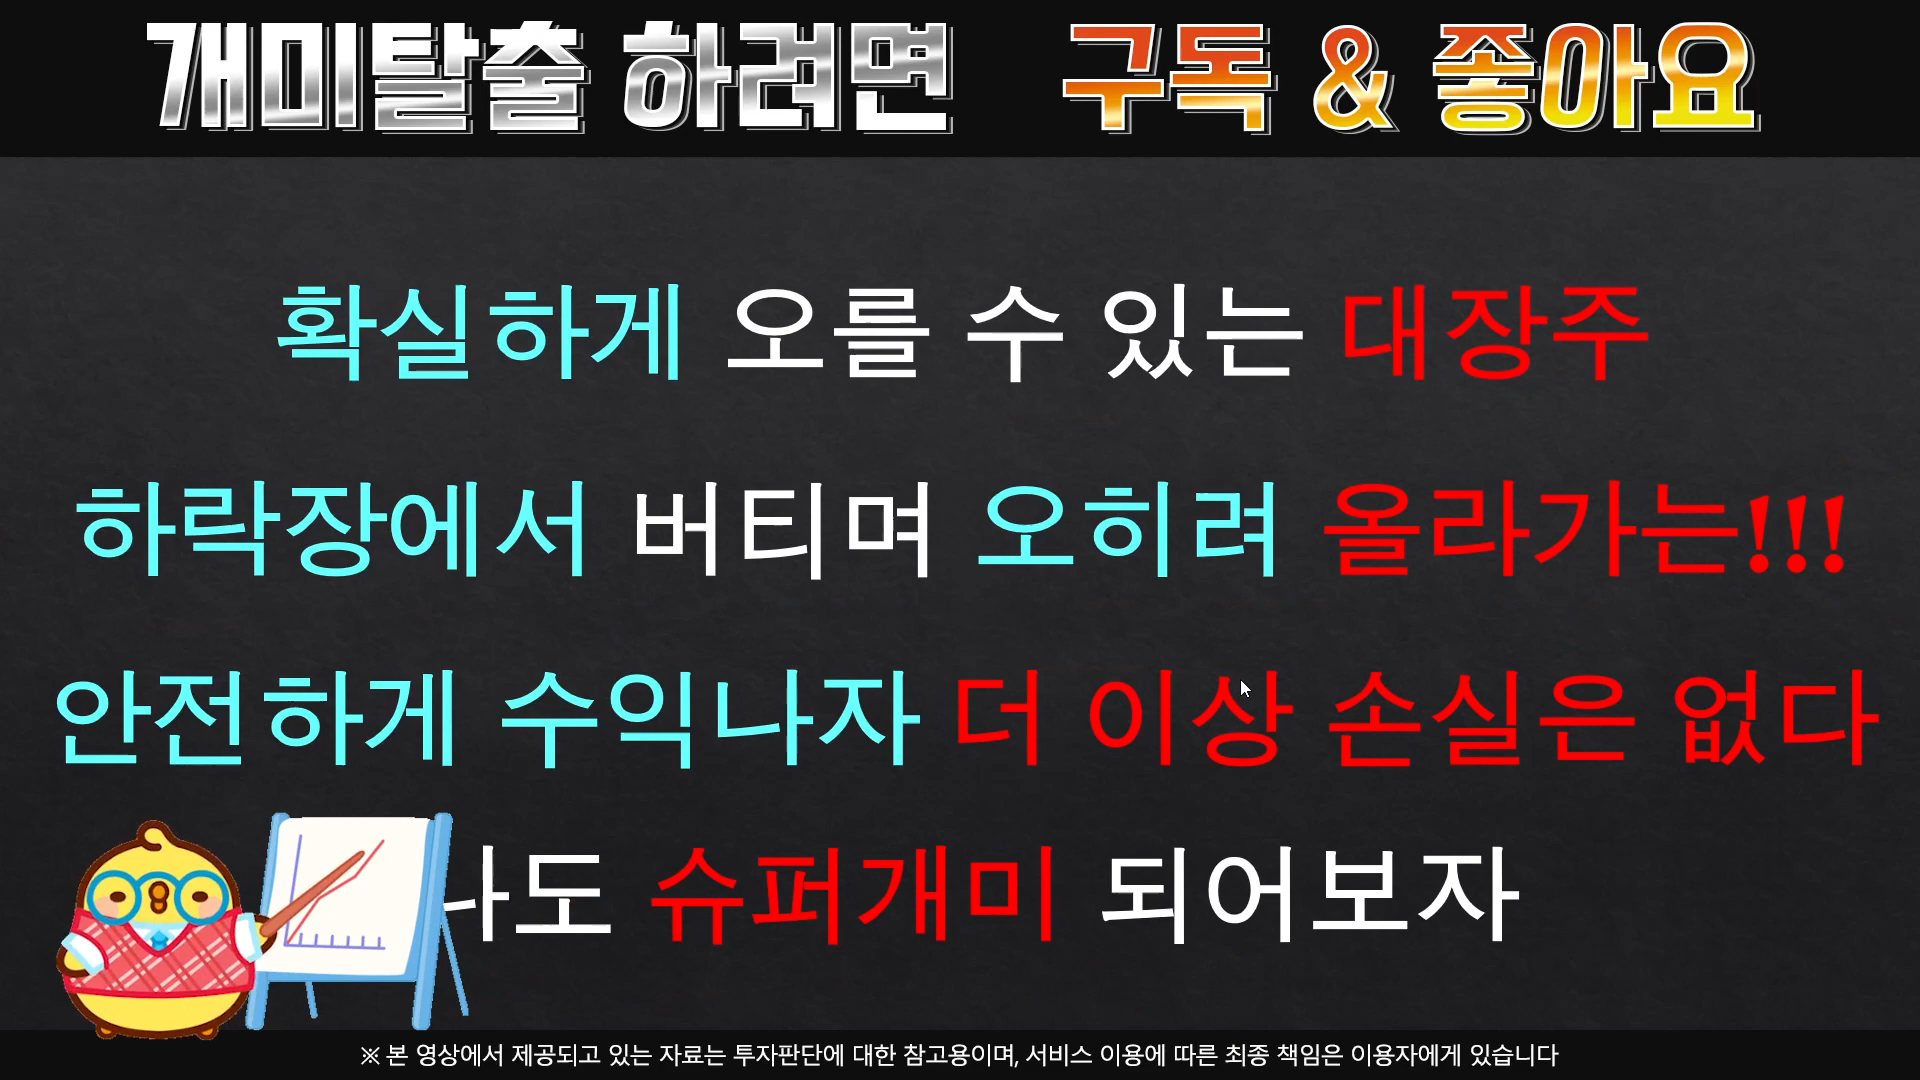 개미탈출 하려면 구독 & 좋아요
확실하게 오를 수 있는 대장주
하락장에서 버티며 오히려 올라가는!!!
안전하게 수익나자 더 이상 손실은 없다
나도 슈퍼개미 되어보자
※ 본 영상에서 제공되고 있는 자료는 투자판단에 대한 참고용이며, 서비스 이용에 따른 최종 책임은 이용자에게 있습니다